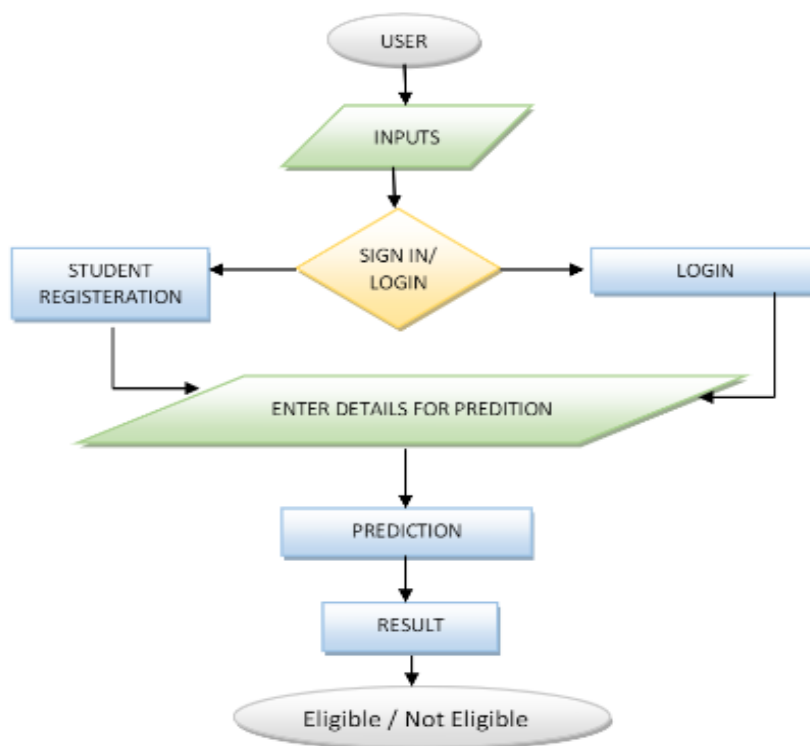 USER
INPUTS
SIGN IN/
LOGIN
STUDENT
REGISTERATION
LOGIN
ENTER DETAILS FOR PREDITION
PREDICTION
RESULT
Eligible / Not Eligible